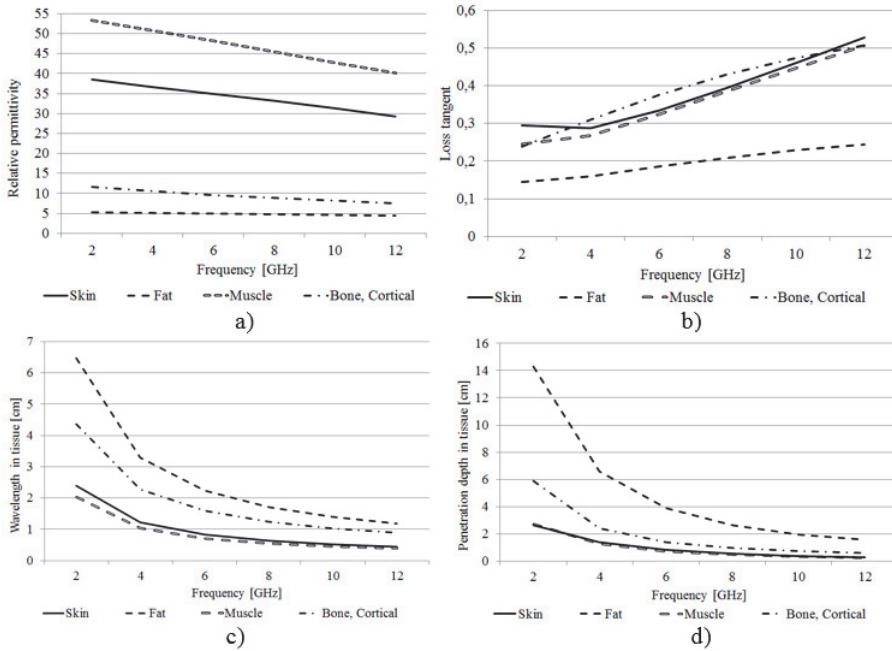 Relative permittivity
55
50
45
40
35
30
25
20
15
10
5
0
2 4 6 8 10 12
Frequency [GHz]
Skin Fat Muscle Bone, Cortical
a)
Loss tangent
0,6
0,5
0,4
0,3
0,2
0,1
0
2 4 6 8 10 12
Frequency [GHz]
Skin Fat Muscle Bone, Cortical
b)
Wavelength in tissue [cm]
7
6
5
4
3
2
1
0
2 4 6 8 10 12
Frequency [GHz]
Skin Fat Muscle Bone, Cortical
c)
Penetration depth in tissue [cm]
16
14
12
10
8
6
4
2
0
2 4 6 8 10 12
Frequency [GHz]
Skin Fat Muscle Bone, Cortical
d)